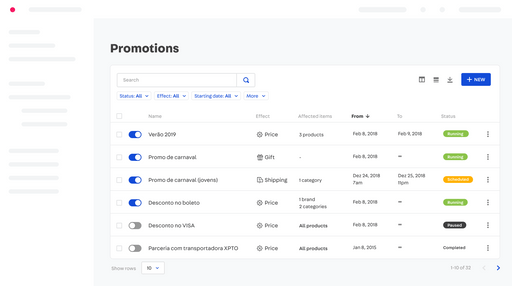 Promotions
Search
+ NEW
Status: All
Effect: All
Starting date: All
More
Name Effect Affected items From To Status
Verão 2019 Price 3 products Feb 8, 2018 Feb 9, 2018 Running
Promo de carnaval Gift - Feb 8, 2018 – Running
Promo de carnaval (jovens) Shipping 1 category Dez 24, 2018 Dez 25, 2018 Scheduled
7am 11pm
Desconto no boleto Price 1 brand Feb 8, 2018 – Running
2 categories
Desconto no VISA Price All products Feb 8, 2018 – Paused
Parceria com transportadora XPTO Price All products Jan 8, 2015 – Completed
Show rows 10 1-10 of 32